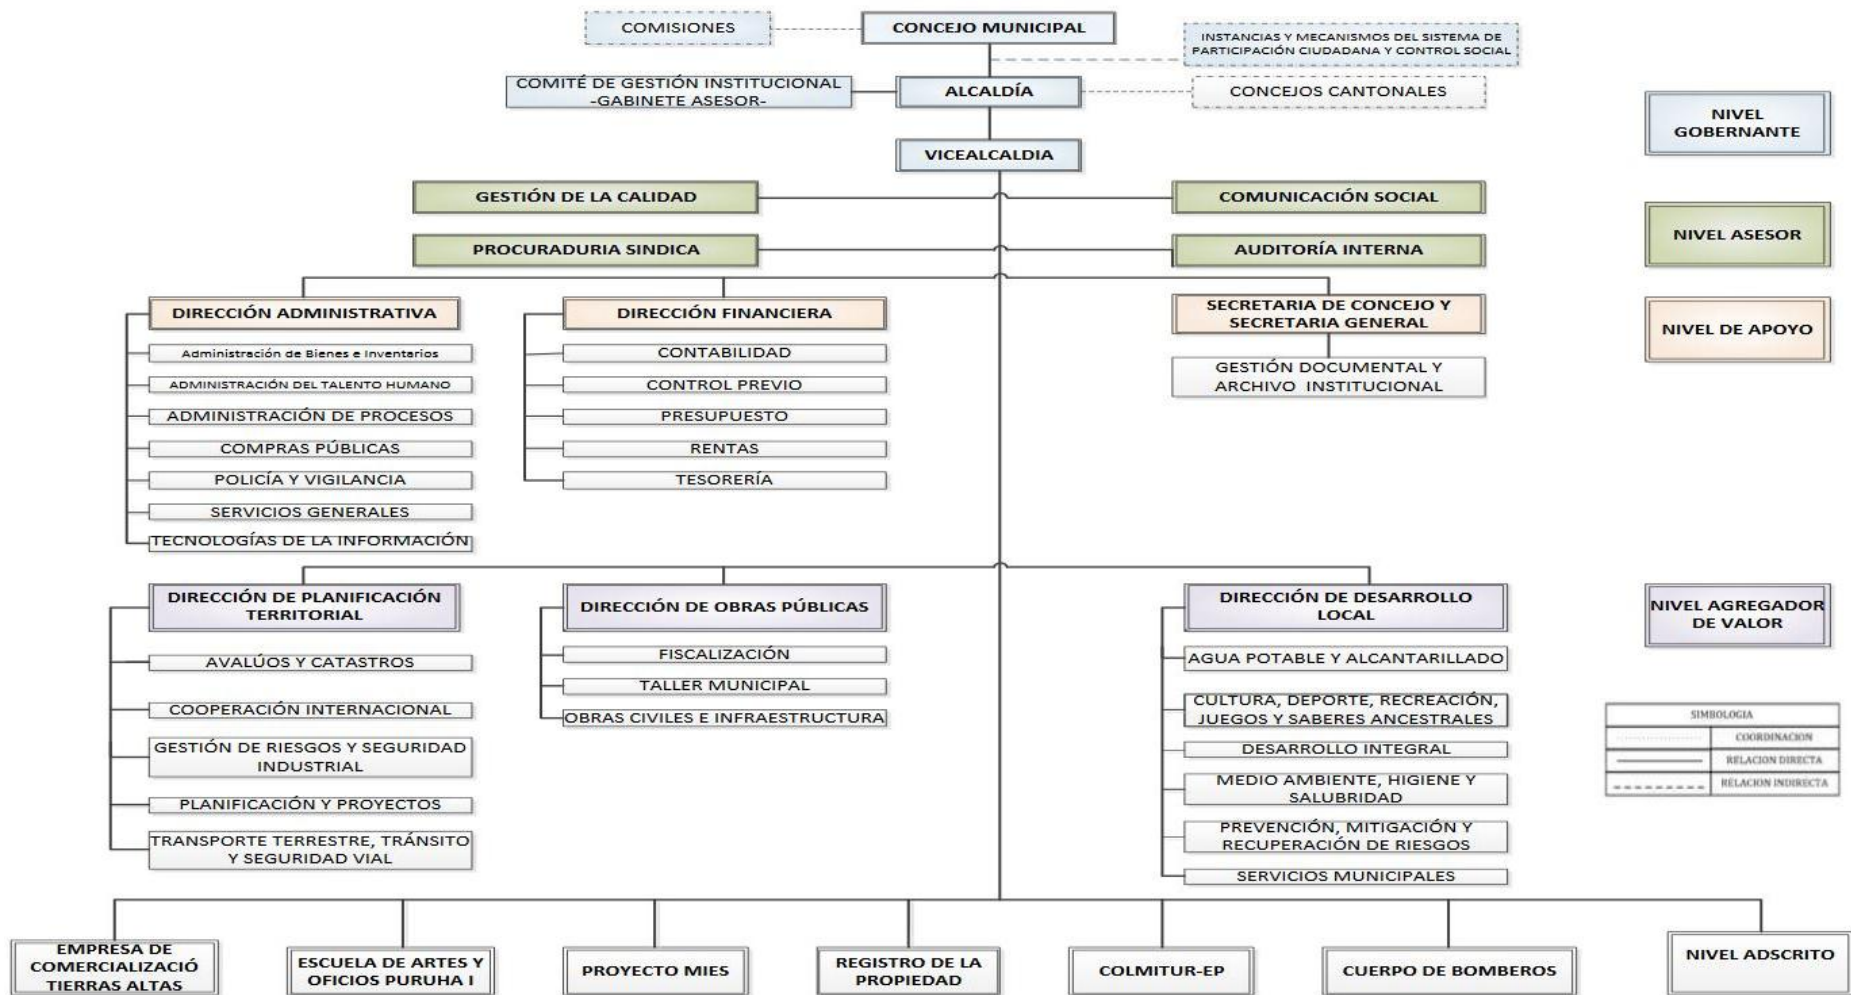 COMISIONES
CONCEJO MUNICIPAL
INSTANCIAS Y MECANISMOS DEL SISTEMA DE
PARTICIPACIÓN CIUDADANA Y CONTROL SOCIAL
COMITÉ DE GESTIÓN INSTITUCIONAL
-GABINETE ASESOR-
ALCALDÍA
CONCEJOS CANTONALES
NIVEL
GOBERNANTE
VICEALCALDIA
GESTIÓN DE LA CALIDAD
COMUNICACIÓN SOCIAL
NIVEL ASESOR
PROCURADURIA SINDICA
AUDITORÍA INTERNA
DIRECCIÓN ADMINISTRATIVA
Administración de Bienes e Inventarios
ADMINISTRACIÓN DEL TALENTO HUMANO
ADMINISTRACIÓN DE PROCESOS
COMPRAS PÚBLICAS
POLICÍA Y VIGILANCIA
SERVICIOS GENERALES
TECNOLOGÍAS DE LA INFORMACIÓN
DIRECCIÓN FINANCIERA
CONTABILIDAD
CONTROL PREVIO
PRESUPUESTO
RENTAS
TESORERÍA
SECRETARIA DE CONCEJO Y
SECRETARIA GENERAL
GESTIÓN DOCUMENTAL Y
ARCHIVO INSTITUCIONAL
NIVEL DE APOYO
DIRECCIÓN DE PLANIFICACIÓN
TERRITORIAL
AVALÚOS Y CATASTROS
COOPERACIÓN INTERNACIONAL
GESTIÓN DE RIESGOS Y SEGURIDAD
INDUSTRIAL
PLANIFICACIÓN Y PROYECTOS
TRANSPORTE TERRESTRE, TRÁNSITO
Y SEGURIDAD VIAL
DIRECCIÓN DE OBRAS PÚBLICAS
FISCALIZACIÓN
TALLER MUNICIPAL
OBRAS CIVILES E INFRAESTRUCTURA
DIRECCIÓN DE DESARROLLO
LOCAL
AGUA POTABLE Y ALCANTARILLADO
CULTURA, DEPORTE, RECREACIÓN,
JUEGOS Y SABERES ANCESTRALES
DESARROLLO INTEGRAL
MEDIO AMBIENTE, HIGIENE Y
SALUBRIDAD
PREVENCIÓN, MITIGACIÓN Y
RECUPERACIÓN DE RIESGOS
SERVICIOS MUNICIPALES
NIVEL AGREGADOR
DE VALOR
SIMBOLOGIA
COORDINACION
RELACION DIRECTA
RELACION INDIRECTA
EMPRESA DE
COMERCIALIZACIÓ
TIERRAS ALTAS
ESCUELA DE ARTES Y
OFICIOS PURUHA I
PROYECTO MIES
REGISTRO DE LA
PROPIEDAD
COLMITUR-EP
CUERPO DE BOMBEROS
NIVEL ADSCRITO